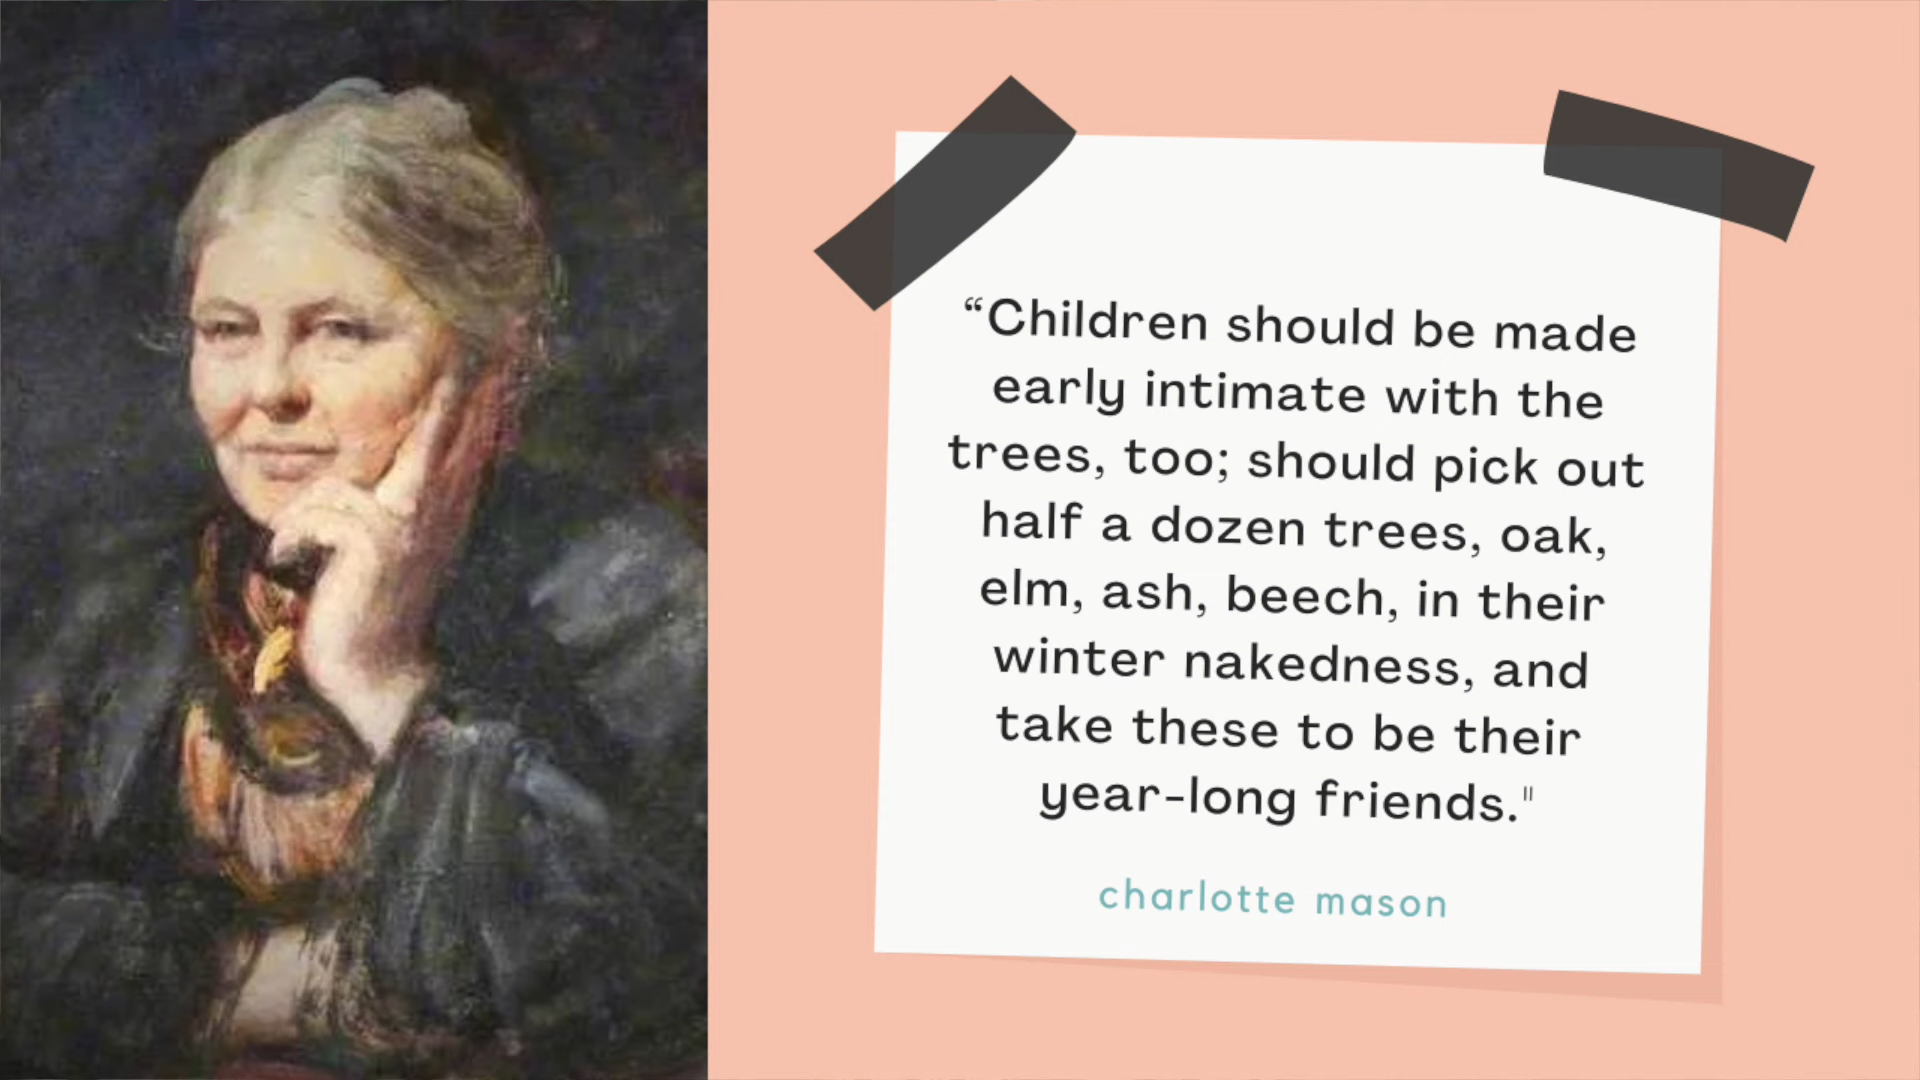 “Children should be made
early intimate with the
trees, too; should pick out
half a dozen trees, oak,
elm, ash, beech, in their
winter nakedness, and
take these to be their
year-long friends."
charlotte mason